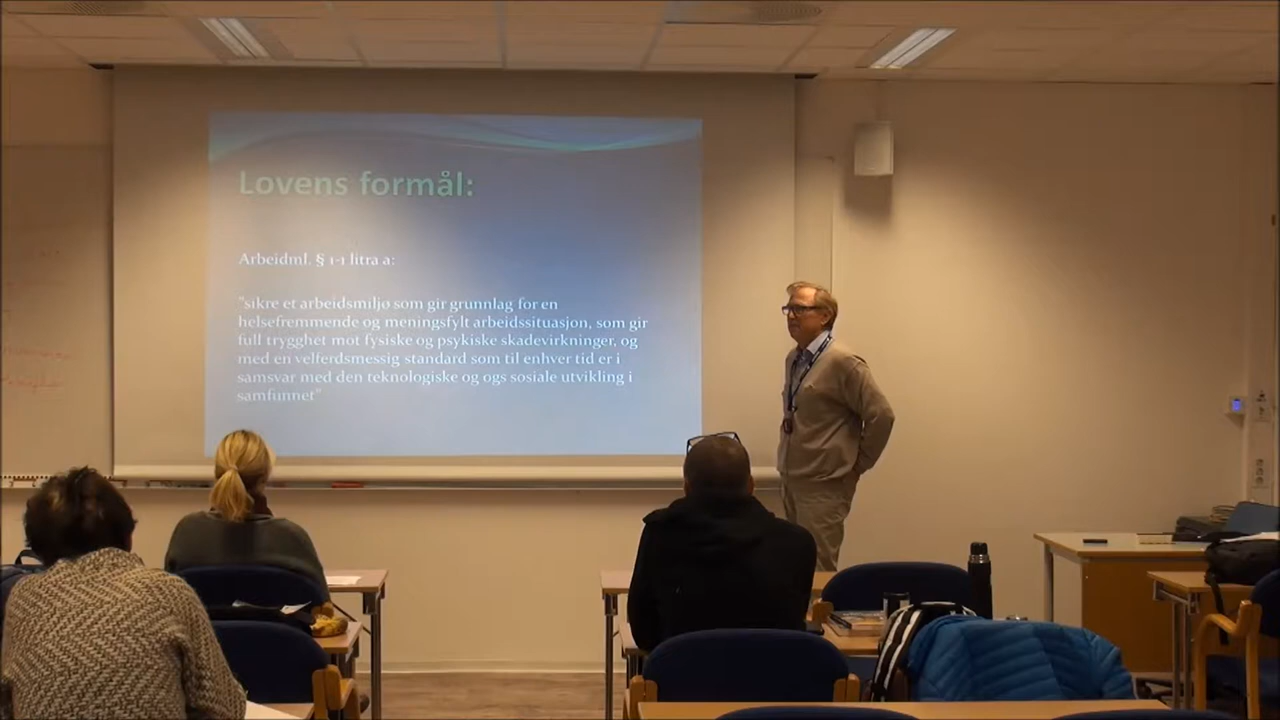 Lovens formål:
Arbeidml. § 1-1 litra a:
"sikre et arbeidsmiljø som gir grunnlag for en
helsefremmende og meningsfylt arbeidssituasjon, som gir
full trygghet mot fysiske og psykiske skadevirkninger, og
med en velferdsmessig standard som til enhver tid er i
samsvar med den teknologiske og ogs sosiale utvikling i
samfunnet"